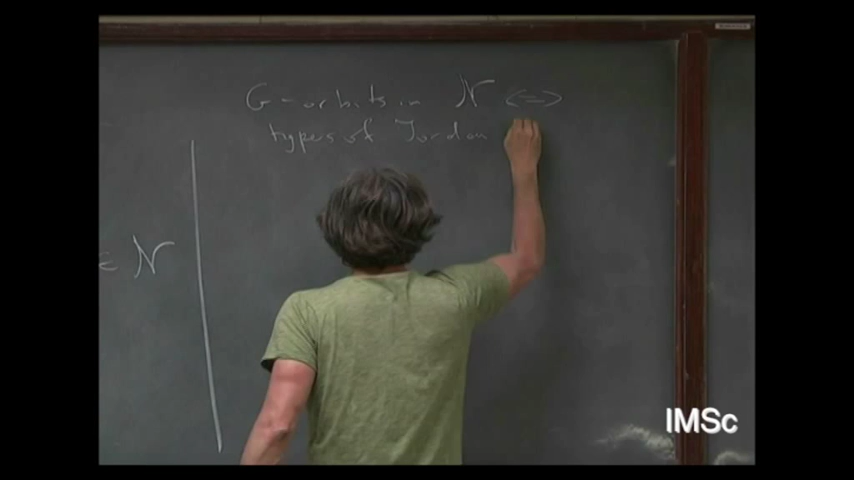 G-orbits in 𝒩 <=>
types of Jordan
∈ 𝒩
IMSc